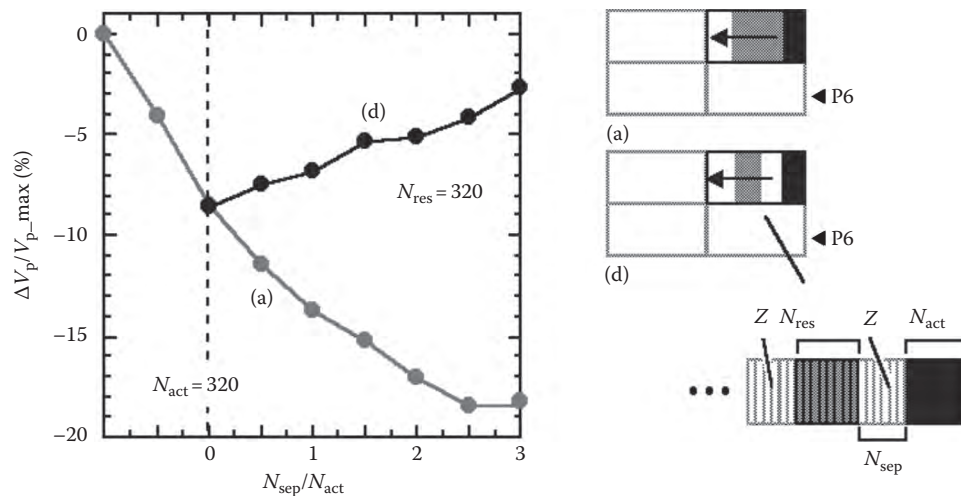 0
−5
−10
−15
−20
ΔVp/Vp_max (%)
(d)
Nres = 320
(a)
Nact = 320
0 1 2 3
Nsep/Nact
P6
(a)
P6
(d)
Z Nres Z Nact
Nsep